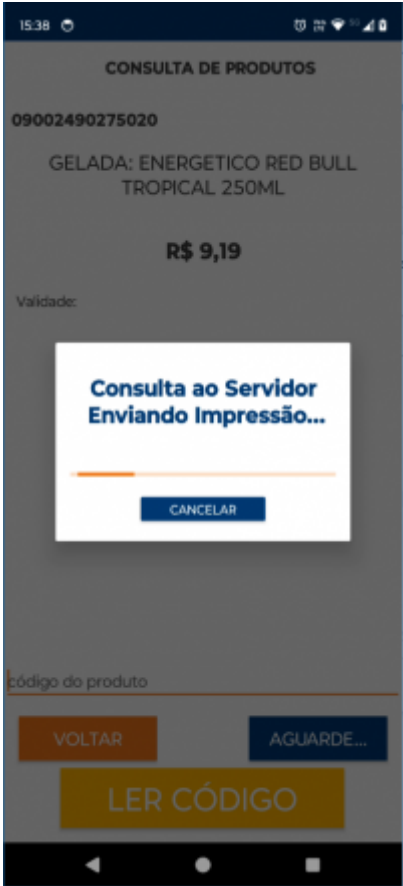 15:38
CONSULTA DE PRODUTOS
09002490275020
GELADA: ENERGETICO RED BULL
TROPICAL 250ML
R$ 9,19
Validade:
Consulta ao Servidor
Enviando Impressão...
CANCELAR
código do produto
VOLTAR
AGUARDE...
LER CÓDIGO